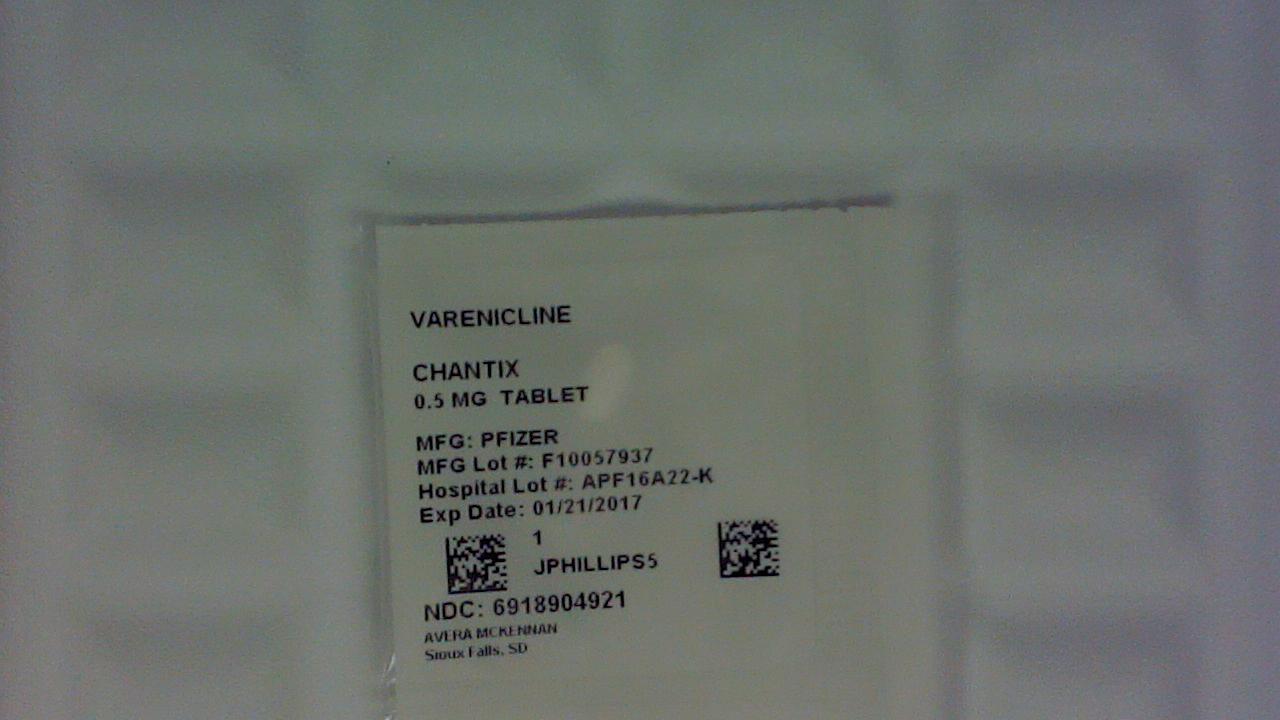 VARENICLINE
CHANTIX
0.5 MG TABLET
MFG: PFIZER
MFG Lot #: F10057937
Hospital Lot #: APF16A22-K
Exp Date: 01/21/2017
1
JPHILLIPS5
NDC: 6918904921
AVERA MCKENNAN
Sioux Falls, SD